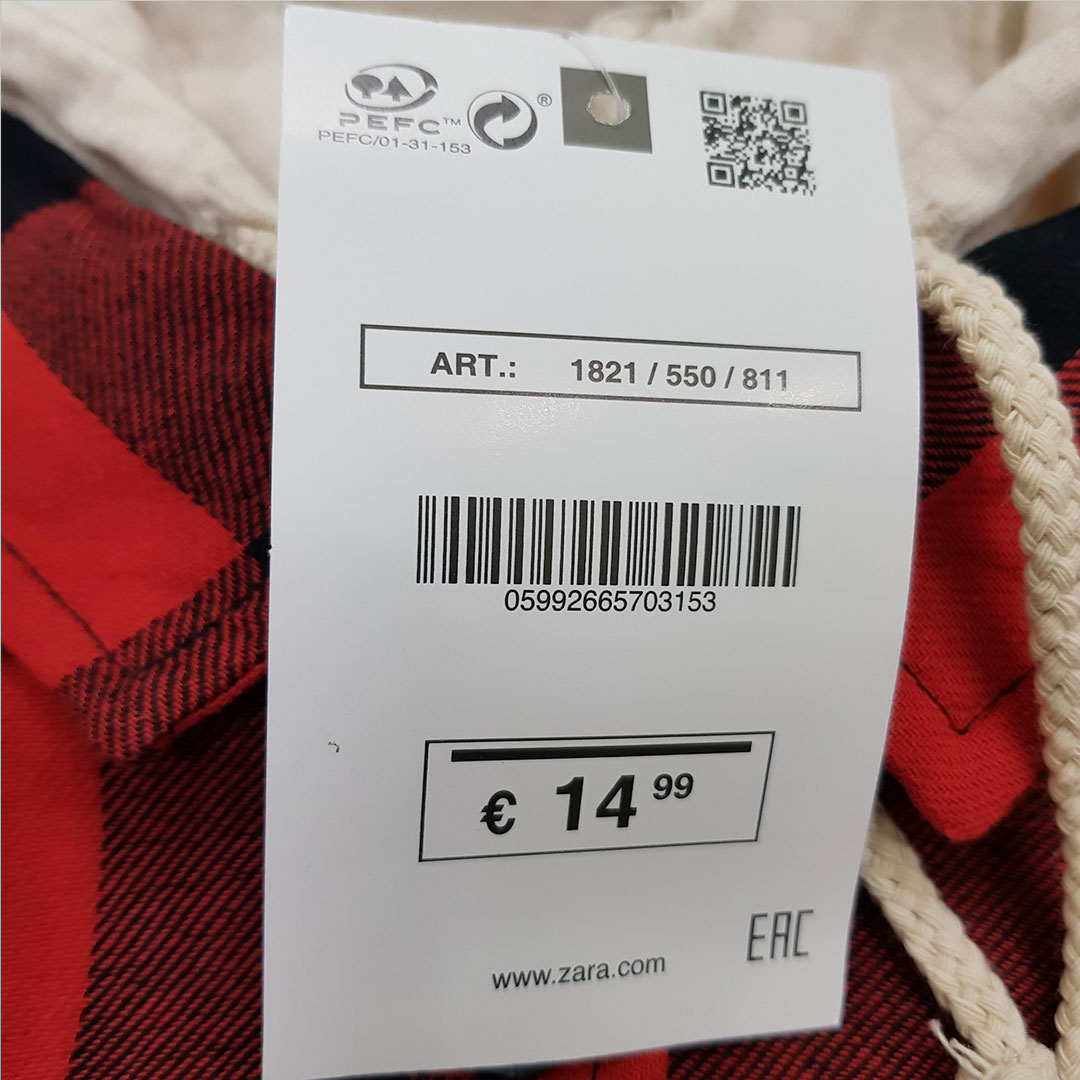 PEFC™
PEFC/01-31-153
®
ART.: 1821 / 550 / 811
05992665703153
€ 14 99
EAC
www.zara.com